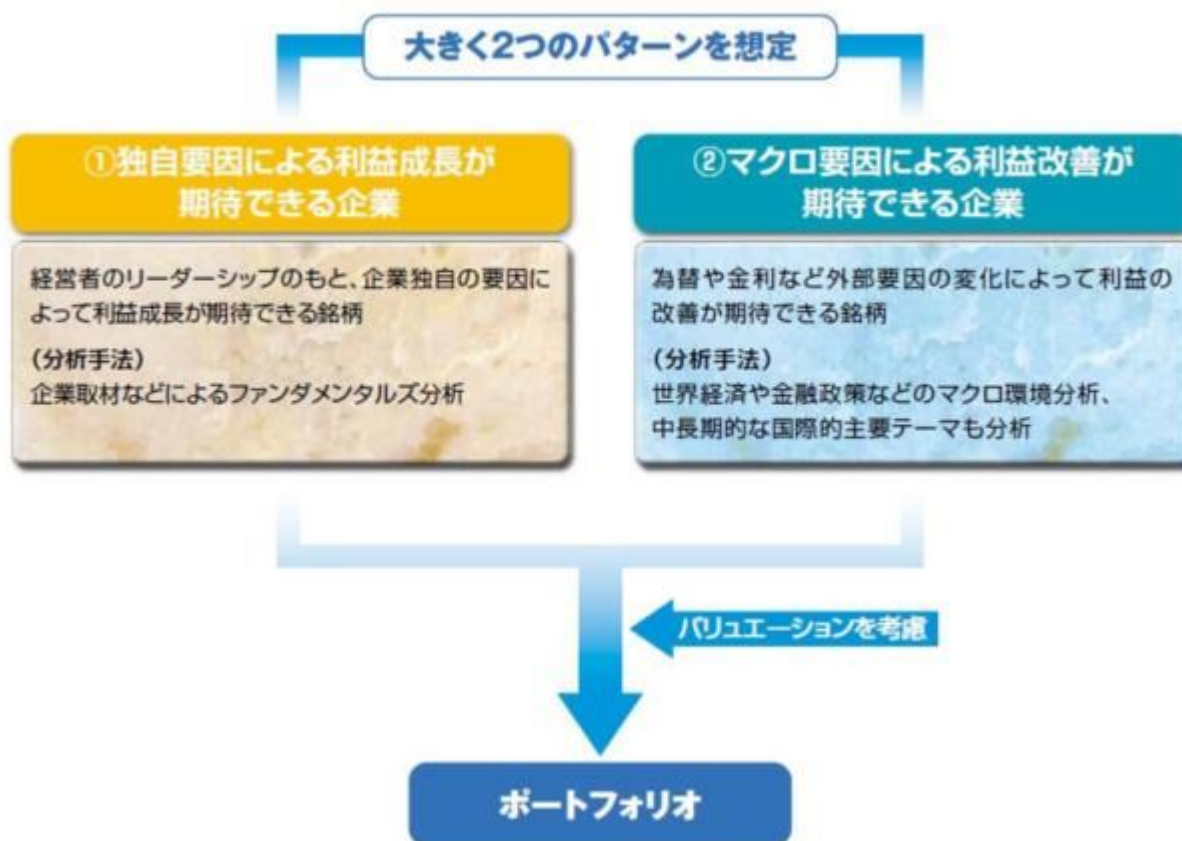 大きく2つのパターンを想定
①独自要因による利益成長が
期待できる企業
経営者のリーダーシップのもと、企業独自の要因に
よって利益成長が期待できる銘柄
(分析手法)
企業取材などによるファンダメンタルズ分析
②マクロ要因による利益改善が
期待できる企業
為替や金利など外部要因の変化によって利益の
改善が期待できる銘柄
(分析手法)
世界経済や金融政策などのマクロ環境分析、
中長期的な国際的主要テーマも分析
バリュエーションを考慮
ポートフォリオ